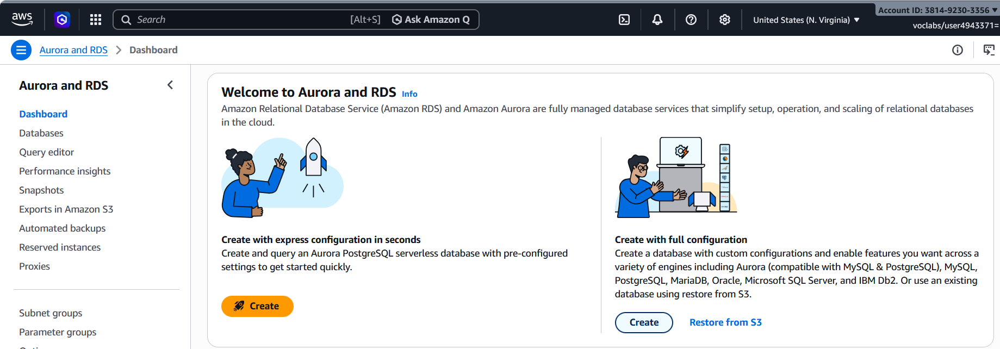 aws
Search [Alt+S] Ask Amazon Q
United States (N. Virginia) ▼
Account ID: 3814-9230-3356 ▼
voclabs/user4943371=
Aurora and RDS > Dashboard
Aurora and RDS
Dashboard
Databases
Query editor
Performance insights
Snapshots
Exports in Amazon S3
Automated backups
Reserved instances
Proxies
Subnet groups
Parameter groups
Welcome to Aurora and RDS Info
Amazon Relational Database Service (Amazon RDS) and Amazon Aurora are fully managed database services that simplify setup, operation, and scaling of relational databases
in the cloud.
Create with express configuration in seconds
Create and query an Aurora PostgreSQL serverless database with pre-configured
settings to get started quickly.
Create
Create with full configuration
Create a database with custom configurations and enable features you want across a
variety of engines including Aurora (compatible with MySQL & PostgreSQL), MySQL,
PostgreSQL, MariaDB, Oracle, Microsoft SQL Server, and IBM Db2. Or use an existing
database using restore from S3.
Create
Restore from S3